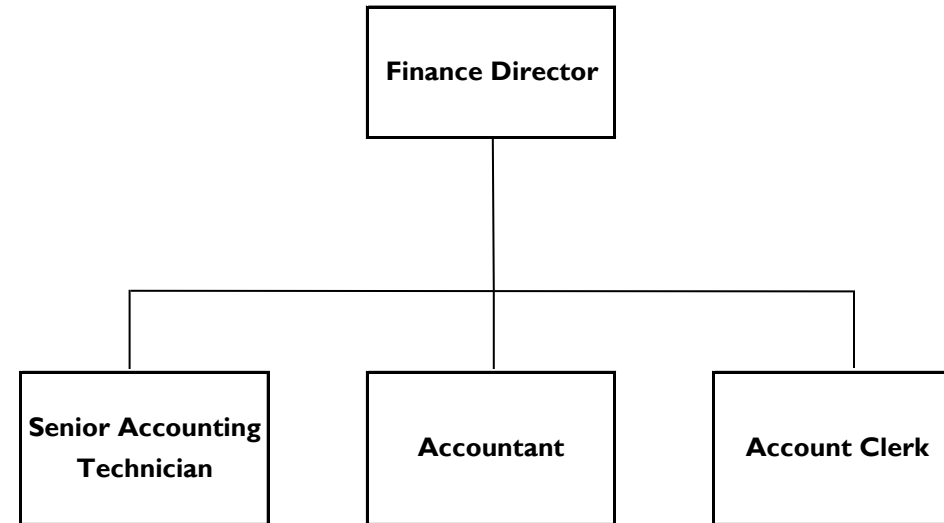 Finance Director
Senior Accounting
Technician
Accountant
Account Clerk